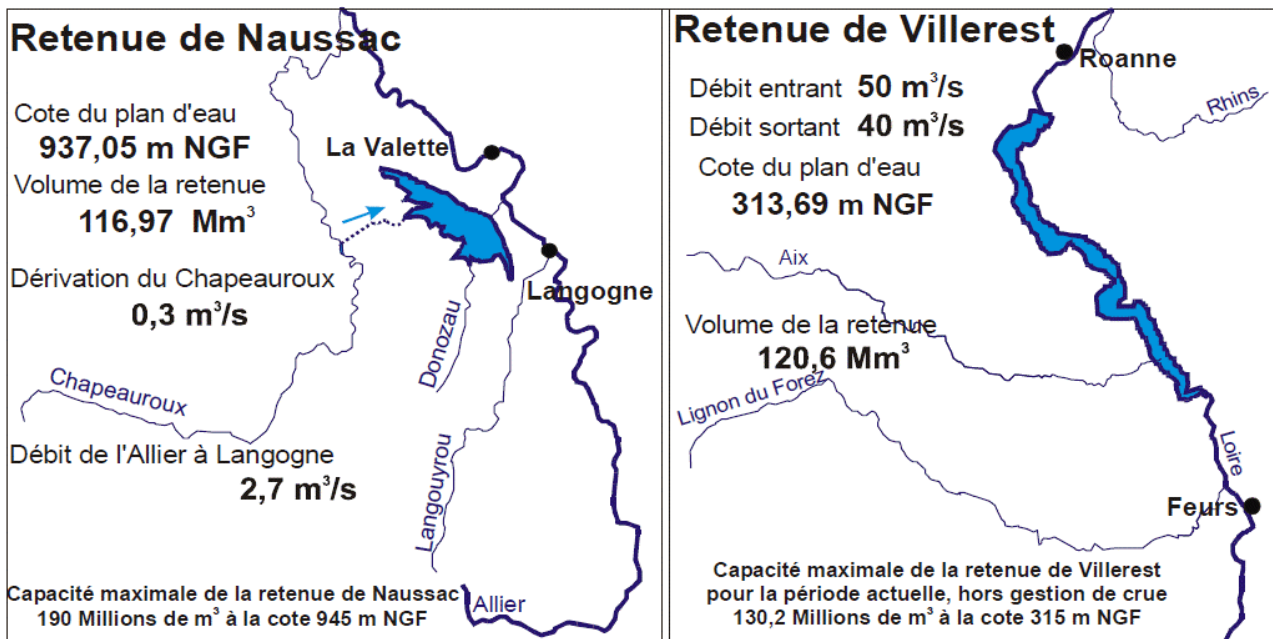 Retenue de Naussac
Cote du plan d'eau
937,05 m NGF
La Valette
Volume de la retenue
116,97 Mm³
Dérivation du Chapeauroux
0,3 m³/s
Langogne
Donozau
Chapeauroux
Débit de l'Allier à Langogne
2,7 m³/s
Langouyrou
Capacité maximale de la retenue de Naussac
190 Millions de m³ à la cote 945 m NGF
Allier
Retenue de Villerest
Roanne
Débit entrant 50 m³/s
Rhins
Débit sortant 40 m³/s
Cote du plan d'eau
313,69 m NGF
Aix
Volume de la retenue
120,6 Mm³
Lignon du Forez
Loire
Feurs
Capacité maximale de la retenue de Villerest
pour la période actuelle, hors gestion de crue
130,2 Millions de m³ à la cote 315 m NGF